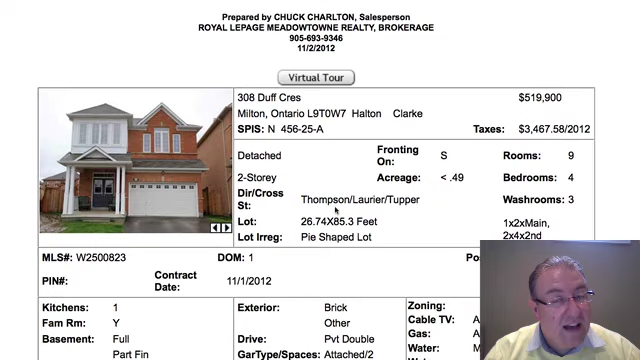 Prepared by CHUCK CHARLTON, Salesperson
ROYAL LEPAGE MEADOWTOWNE REALTY, BROKERAGE
905-693-9346
11/2/2012
Virtual Tour
308 Duff Cres $519,900
Milton, Ontario L9T0W7 Halton Clarke
SPIS: N 456-25-A Taxes: $3,467.58/2012
Detached Fronting On: S Rooms: 9
2-Storey Acreage: < .49 Bedrooms: 4
Dir/Cross St: Thompson/Laurier/Tupper Washrooms: 3
Lot: 26.74X85.3 Feet 1x2xMain,
Lot Irreg: Pie Shaped Lot 2x4x2nd
MLS#: W2500823 DOM: 1
PIN#: Contract Date: 11/1/2012
Kitchens: 1 Exterior: Brick Zoning:
Fam Rm: Y Other Cable TV:
Basement: Full Drive: Pvt Double Gas:
Part Fin GarType/Spaces: Attached/2 Water: